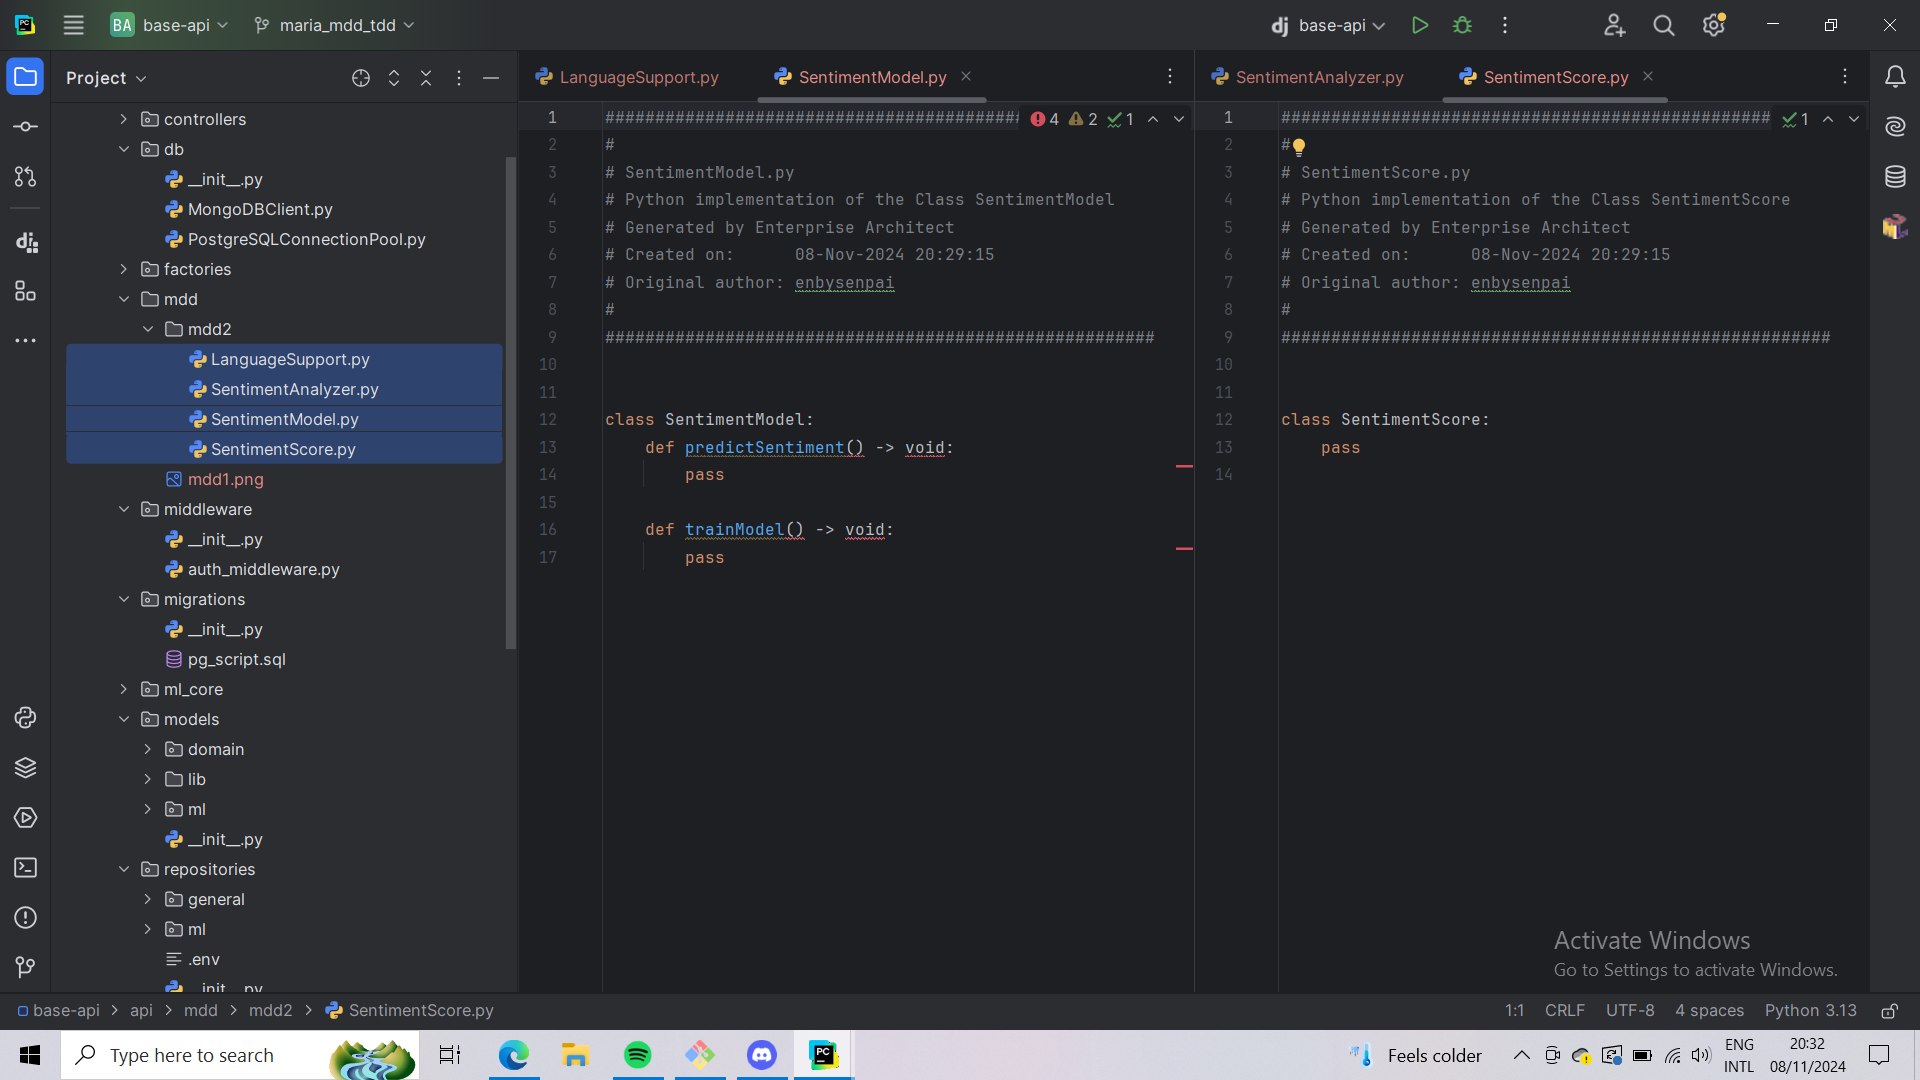 BA base-api maria_mdd_tdd dj base-api
Project
controllers
db
__init__.py
MongoDBClient.py
PostgreSQLConnectionPool.py
factories
mdd
mdd2
LanguageSupport.py
SentimentAnalyzer.py
SentimentModel.py
SentimentScore.py
mdd1.png
middleware
__init__.py
auth_middleware.py
migrations
__init__.py
pg_script.sql
ml_core
models
domain
lib
ml
__init__.py
repositories
general
ml
.env
__init__.py
LanguageSupport.py SentimentModel.py
4 2 1
1 #########################################
2 #
3 # SentimentModel.py
4 # Python implementation of the Class SentimentModel
5 # Generated by Enterprise Architect
6 # Created on:      08-Nov-2024 20:29:15
7 # Original author: enbysenpai
8 #
9 #######################################################
10
11
12 class SentimentModel:
13     def predictSentiment() -> void:
14         pass
15
16     def trainModel() -> void:
17         pass
SentimentAnalyzer.py SentimentScore.py
1
1 #################################################
2 #
3 # SentimentScore.py
4 # Python implementation of the Class SentimentScore
5 # Generated by Enterprise Architect
6 # Created on:      08-Nov-2024 20:29:15
7 # Original author: enbysenpai
8 #
9 #######################################################
10
11
12 class SentimentScore:
13     pass
14
Activate Windows
Go to Settings to activate Windows.
base-api > api > mdd > mdd2 > SentimentScore.py 1:1 CRLF UTF-8 4 spaces Python 3.13
Type here to search
PC
Feels colder
ENG
INTL
20:32
08/11/2024